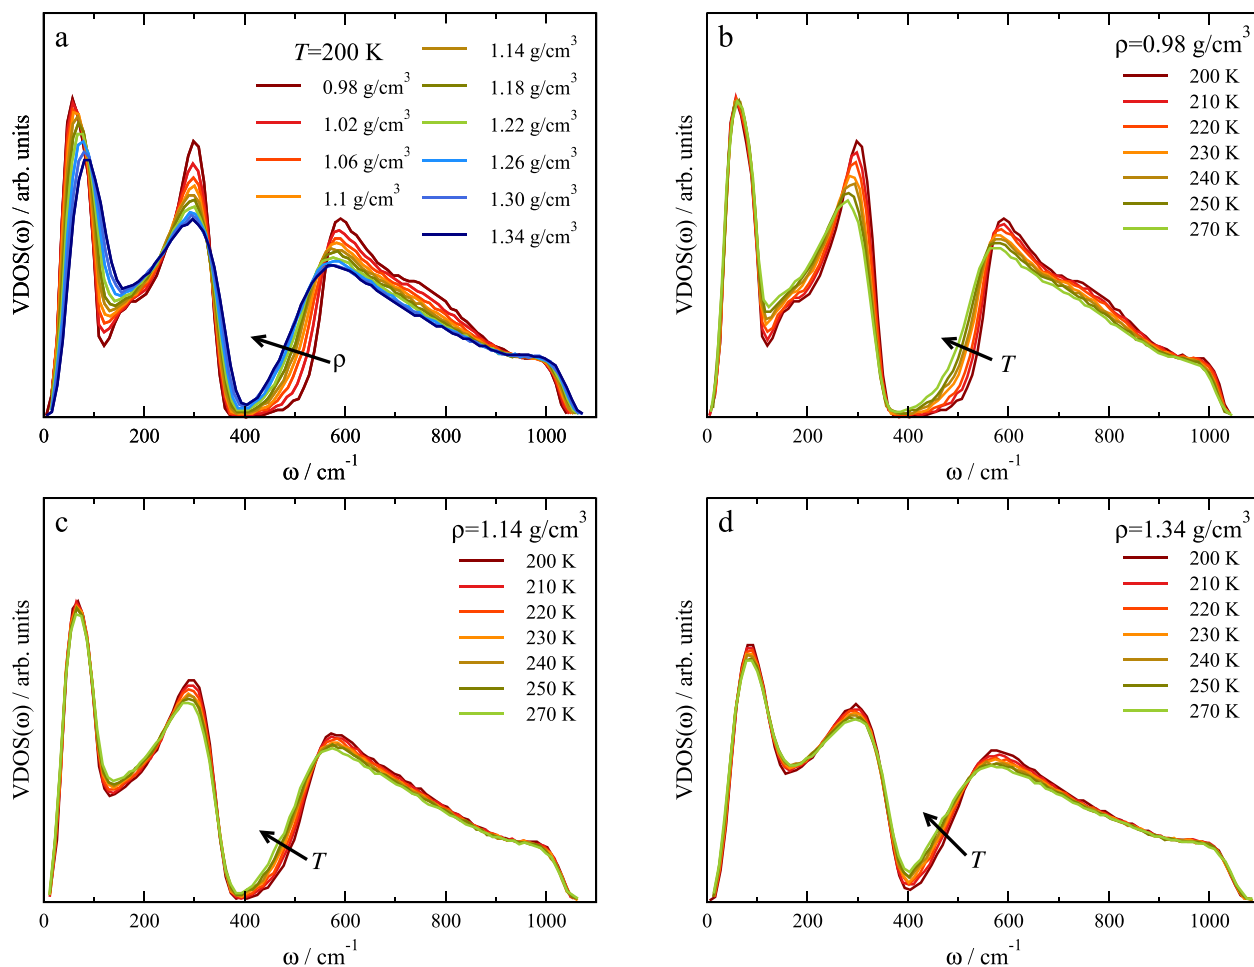 a
T=200 K
0.98 g/cm3
1.02 g/cm3
1.06 g/cm3
1.1 g/cm3
1.14 g/cm3
1.18 g/cm3
1.22 g/cm3
1.26 g/cm3
1.30 g/cm3
1.34 g/cm3
ρ
VDOS(ω) / arb. units
0 200 400 600 800 1000
ω / cm-1
b
ρ=0.98 g/cm3
200 K
210 K
220 K
230 K
240 K
250 K
270 K
T
VDOS(ω) / arb. units
0 200 400 600 800 1000
ω / cm-1
c
ρ=1.14 g/cm3
200 K
210 K
220 K
230 K
240 K
250 K
270 K
T
VDOS(ω) / arb. units
0 200 400 600 800 1000
ω / cm-1
d
ρ=1.34 g/cm3
200 K
210 K
220 K
230 K
240 K
250 K
270 K
T
VDOS(ω) / arb. units
0 200 400 600 800 1000
ω / cm-1